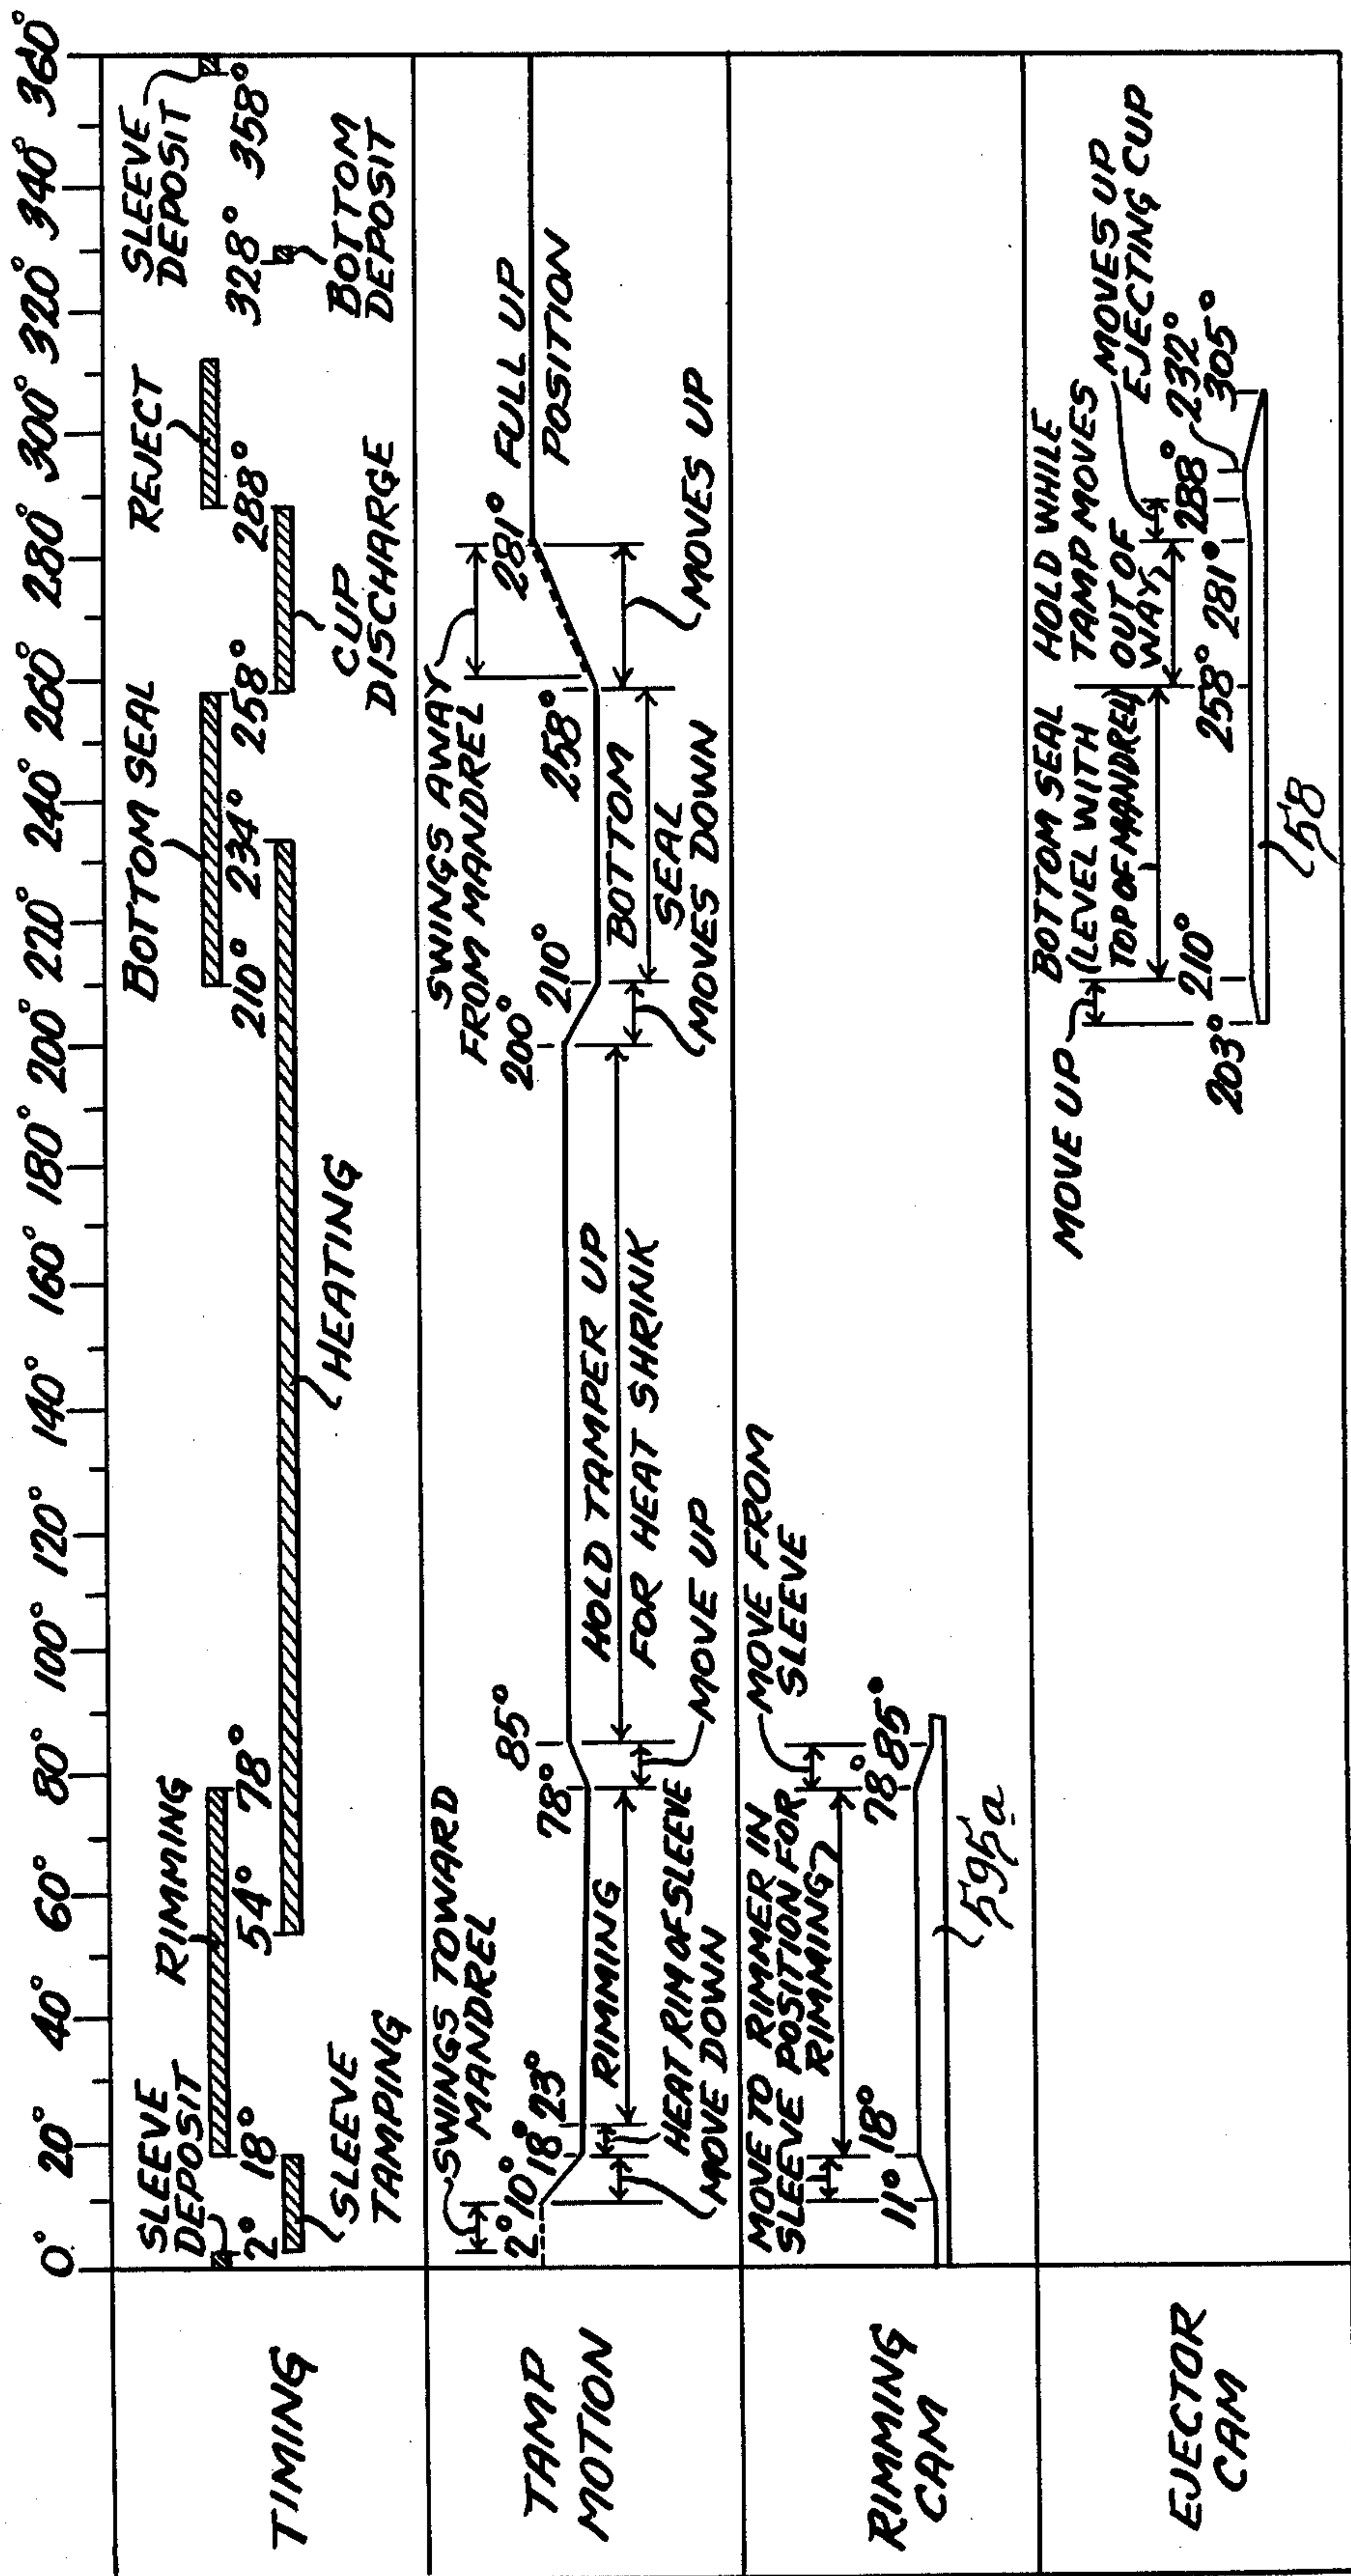 0° 20° 40° 60° 80° 100° 120° 140° 160° 180° 200° 220° 240° 260° 280° 300° 320° 340° 360°
TIMING
SLEEVE
DEPOSIT
2° 18°
SLEEVE
TAMPING
RIMMING
54° 78°
HEATING
BOTTOM SEAL
210° 234° 258°
CUP
DISCHARGE
REJECT
288°
SLEEVE
DEPOSIT
328° 358°
BOTTOM
DEPOSIT
TAMP
MOTION
SWINGS TOWARD
MANDREL
2° 10° 18° 23°
RIMMING
HEAT RIM OF SLEEVE
MOVE DOWN
78° 85°
MOVE UP
HOLD TAMPER UP
FOR HEAT SHRINK
SWINGS AWAY
FROM MANDREL
200° 210°
BOTTOM
SEAL
MOVES DOWN
258° 281°
MOVES UP
FULL UP
POSITION
RIMMING
CAM
MOVE TO RIMMER IN
SLEEVE POSITION FOR
RIMMING
11° 18°
MOVE FROM
SLEEVE
78° 85°
595a
EJECTOR
CAM
MOVE UP
203° 210°
BOTTOM SEAL
(LEVEL WITH
TOP OF MANDREL)
HOLD WHILE
TAMP MOVES
OUT OF
WAY
258° 281° 288° 232°
305°
MOVES UP
EJECTING CUP
58